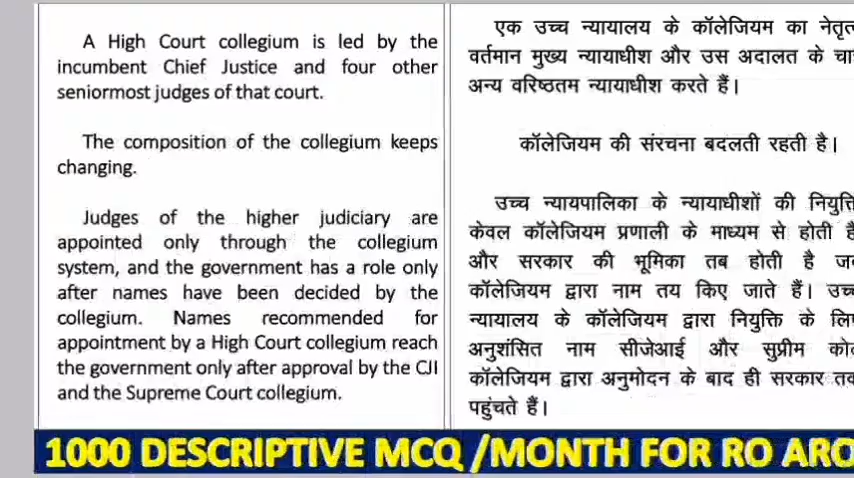 A High Court collegium is led by the
incumbent Chief Justice and four other
seniormost judges of that court.
The composition of the collegium keeps
changing.
Judges of the higher judiciary are
appointed only through the collegium
system, and the government has a role only
after names have been decided by the
collegium. Names recommended for
appointment by a High Court collegium reach
the government only after approval by the CJI
and the Supreme Court collegium.
एक उच्च न्यायालय के कॉलेजियम का
वर्तमान मुख्य न्यायाधीश और उस अदालत के
अन्य वरिष्ठतम न्यायाधीश करते हैं।
कॉलेजियम की संरचना बदलती रहती है।
उच्च न्यायपालिका के न्यायाधीशों की
केवल कॉलेजियम प्रणाली के माध्यम से होती
और सरकार की भूमिका तब होती है
कॉलेजियम द्वारा नाम तय किए जाते हैं।
न्यायालय के कॉलेजियम द्वारा नियुक्ति के
अनुशंसित नाम सीजेआई और सुप्रीम
कॉलेजियम द्वारा अनुमोदन के बाद ही सरकार
पहुंचते हैं।
1000 DESCRIPTIVE MCQ /MONTH FOR RO ARO